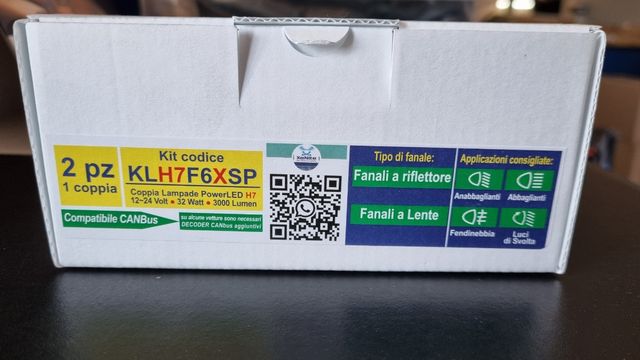 2 pz
1 coppia
Kit codice
KLH7F6XSP
Coppia Lampade PowerLED H7
12~24 Volt ● 32 Watt ● 3000 Lumen
Compatibile CANBus
su alcune vetture sono necessari
DECODER CANbus aggiuntivi
Tipo di fanale:
Fanali a riflettore
Fanali a Lente
Applicazioni consigliate:
Anabbaglianti
Abbaglianti
Fendinebbia
Luci
di Svolta